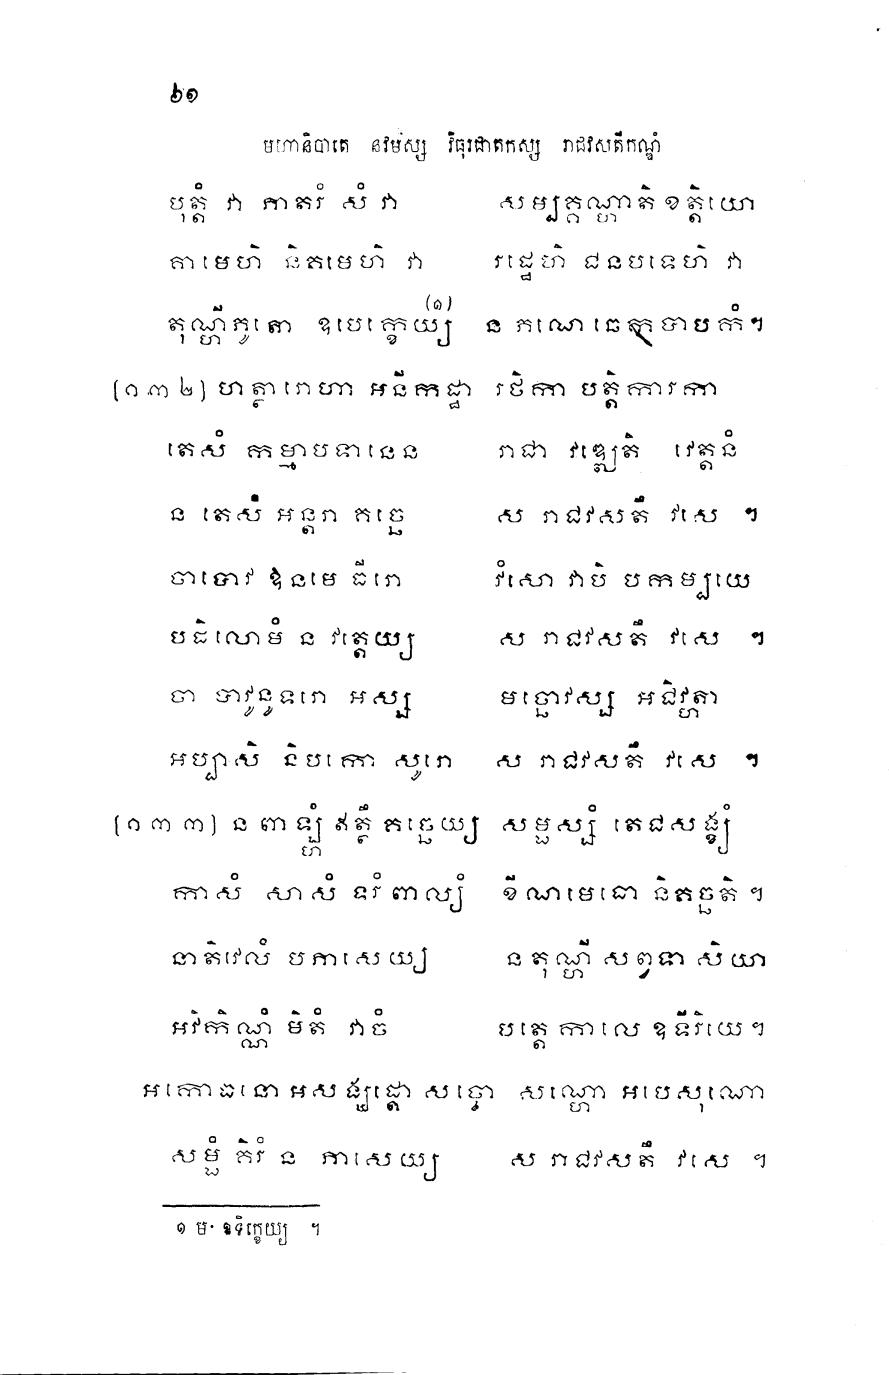 ៦១
មហានិបាតេ នវមស្ស វិធុរជាតកស្ស រាជវសតីកណ្ឌំ
បុត្តំ វា ភាតរំ សំ វា សម្បគ្គណ្ហាតិ ខត្តិយោ
គាមេហិ និគមេហិ វា រដ្ឋេហិ ជនបទេហិ វា
តុណ្ហីភូតោ ឧបេក្ខេយ្យ (១) ន ភណេ ឆេកបាបកំ។
(១៣២) ហត្ថារោហា អនីកដ្ឋា រថិកា បត្តិការកា
តេសំ កម្មាបទានេន រាជា វឌ្ឍេតិ វេត្តនំ
ន តេសំ អន្តរា គច្ឆេ ស រាជវសតឹ វសេ ។
ចាបោវ ឱនមេ ធីរោ វំសោ វាបិ បកម្បយេ
បដិលោមំ ន វត្តេយ្យ ស រាជវសតឹ វសេ ។
ចា បាវូនូទរោ អស្ស មច្ឆោវស្ស អជិវ្ហតា
អប្បាសិ និបកោ សូរោ ស រាជវសតឹ វសេ ។
(១៣៣) ន ពាឡ្ហំ ឥត្ថឹ គច្ឆេយ្យ សម្បស្សំ តេជសង្ខយំ
កាសំ សាសំ ទរំ ពាល្យំ ខីណមេធោ និគច្ឆតិ ។
នាតិវេលំ បភាសេយ្យ ន តុណ្ហី សព្វទា សិយា
អវិកិណ្ណំ មិតំ វាចំ បត្តេ កាលេ ឧទីរិយេ។
អកោធនោ អសង្ឃដ្តោ សច្ចោ សណ្ហោ អបេសុណោ
សម្ផំ គិរំ ន ភាសេយ្យ ស រាជវសតឹ វសេ ។
១ ម. ឧទិក្ខេយ្យ ។